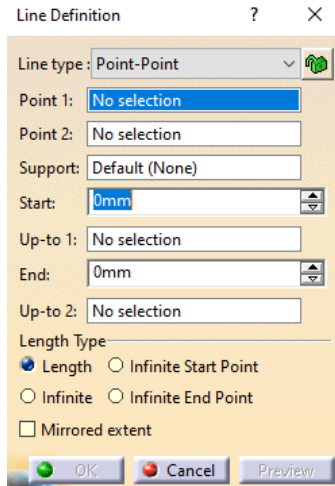 Line Definition ? ×
Line type : Point-Point
Point 1: No selection
Point 2: No selection
Support: Default (None)
Start: 0mm
Up-to 1: No selection
End: 0mm
Up-to 2: No selection
Length Type
Length Infinite Start Point
Infinite Infinite End Point
Mirrored extent
OK Cancel Preview